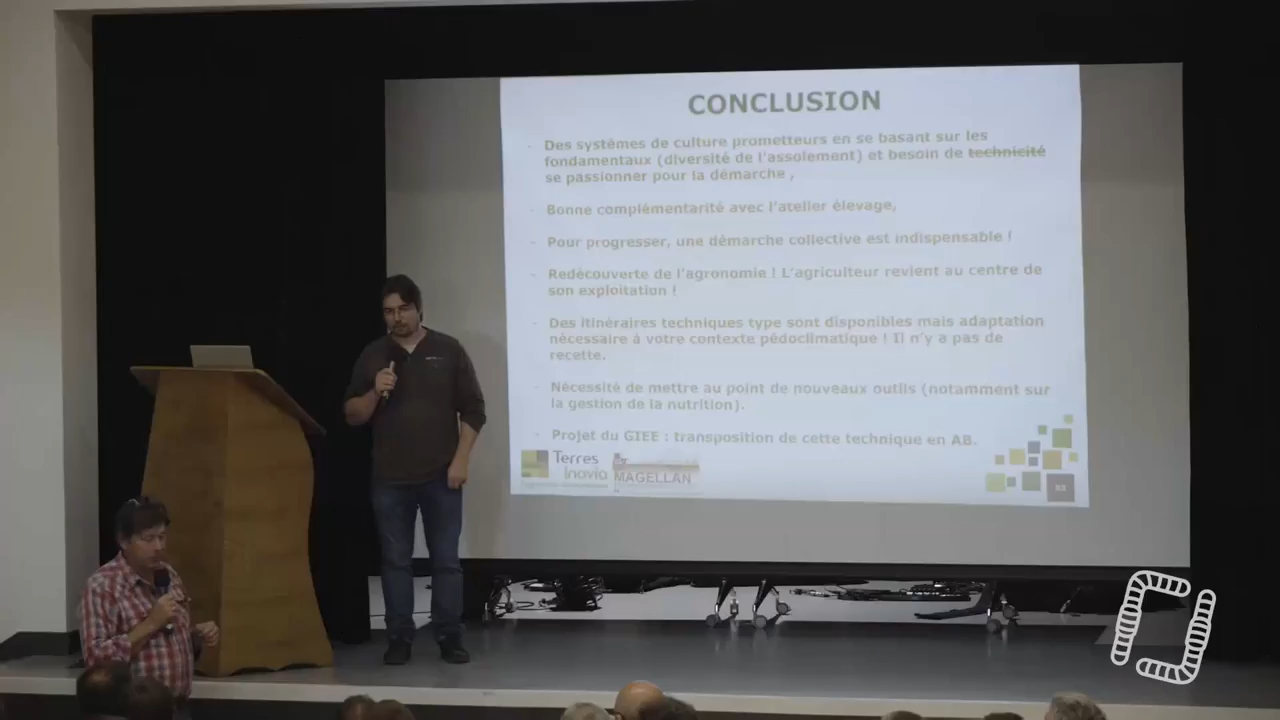 CONCLUSION
- Des systèmes de culture prometteurs en se basant sur les
fondamentaux (diversité de l'assolement) et besoin de technicité
se passionner pour la démarche ,
- Bonne complémentarité avec l'atelier élevage,
- Pour progresser, une démarche collective est indispensable !
- Redécouverte de l'agronomie ! L'agriculteur revient au centre de
son exploitation !
- Des itinéraires techniques type sont disponibles mais adaptation
nécessaire à votre contexte pédoclimatique ! Il n'y a pas de
recette.
- Nécessité de mettre au point de nouveaux outils (notamment sur
la gestion de la nutrition).
- Projet du GIEE : transposition de cette technique en AB.
Terres
Inovia
MAGELLAN